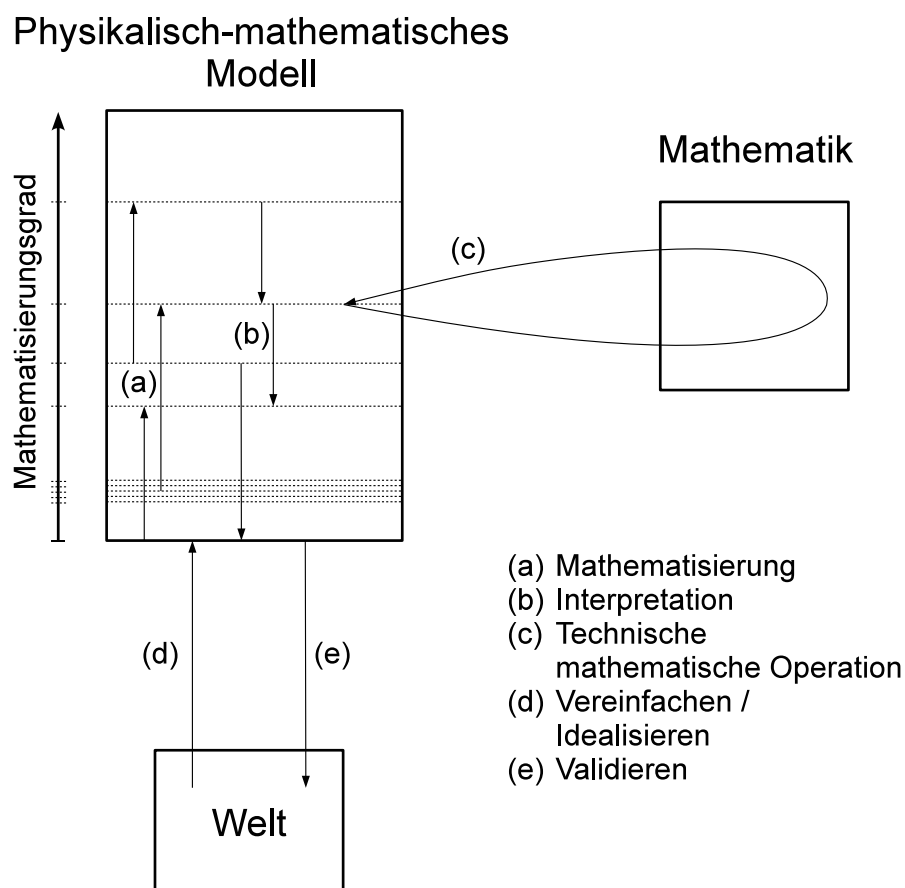 Physikalisch-mathematisches
Modell
Mathematik
Mathematisierungsgrad
(c)
(b)
(a)
(d)
(e)
Welt
(a) Mathematisierung
(b) Interpretation
(c) Technische
mathematische Operation
(d) Vereinfachen /
Idealisieren
(e) Validieren